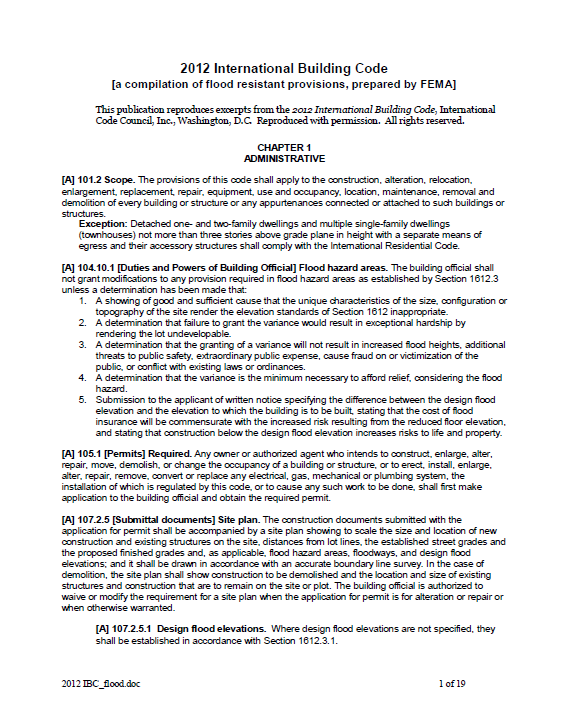 2012 International Building Code
[a compilation of flood resistant provisions, prepared by FEMA]
This publication reproduces excerpts from the 2012 International Building Code, International
Code Council, Inc., Washington, D.C.  Reproduced with permission.  All rights reserved.
CHAPTER 1
ADMINISTRATIVE
[A] 101.2 Scope. The provisions of this code shall apply to the construction, alteration, relocation,
enlargement, replacement, repair, equipment, use and occupancy, location, maintenance, removal and
demolition of every building or structure or any appurtenances connected or attached to such buildings or
structures.
Exception: Detached one- and two-family dwellings and multiple single-family dwellings
(townhouses) not more than three stories above grade plane in height with a separate means of
egress and their accessory structures shall comply with the International Residential Code.
[A] 104.10.1 [Duties and Powers of Building Official] Flood hazard areas. The building official shall
not grant modifications to any provision required in flood hazard areas as established by Section 1612.3
unless a determination has been made that:
1. A showing of good and sufficient cause that the unique characteristics of the size, configuration or
topography of the site render the elevation standards of Section 1612 inappropriate.
2. A determination that failure to grant the variance would result in exceptional hardship by
rendering the lot undevelopable.
3. A determination that the granting of a variance will not result in increased flood heights, additional
threats to public safety, extraordinary public expense, cause fraud on or victimization of the
public, or conflict with existing laws or ordinances.
4. A determination that the variance is the minimum necessary to afford relief, considering the flood
hazard.
5. Submission to the applicant of written notice specifying the difference between the design flood
elevation and the elevation to which the building is to be built, stating that the cost of flood
insurance will be commensurate with the increased risk resulting from the reduced floor elevation,
and stating that construction below the design flood elevation increases risks to life and property.
[A] 105.1 [Permits] Required. Any owner or authorized agent who intends to construct, enlarge, alter,
repair, move, demolish, or change the occupancy of a building or structure, or to erect, install, enlarge,
alter, repair, remove, convert or replace any electrical, gas, mechanical or plumbing system, the
installation of which is regulated by this code, or to cause any such work to be done, shall first make
application to the building official and obtain the required permit.
[A] 107.2.5 [Submittal documents] Site plan. The construction documents submitted with the
application for permit shall be accompanied by a site plan showing to scale the size and location of new
construction and existing structures on the site, distances from lot lines, the established street grades and
the proposed finished grades and, as applicable, flood hazard areas, floodways, and design flood
elevations; and it shall be drawn in accordance with an accurate boundary line survey. In the case of
demolition, the site plan shall show construction to be demolished and the location and size of existing
structures and construction that are to remain on the site or plot. The building official is authorized to
waive or modify the requirement for a site plan when the application for permit is for alteration or repair or
when otherwise warranted.
[A] 107.2.5.1  Design flood elevations.  Where design flood elevations are not specified, they
shall be established in accordance with Section 1612.3.1.
2012 IBC_flood.doc
1 of 19